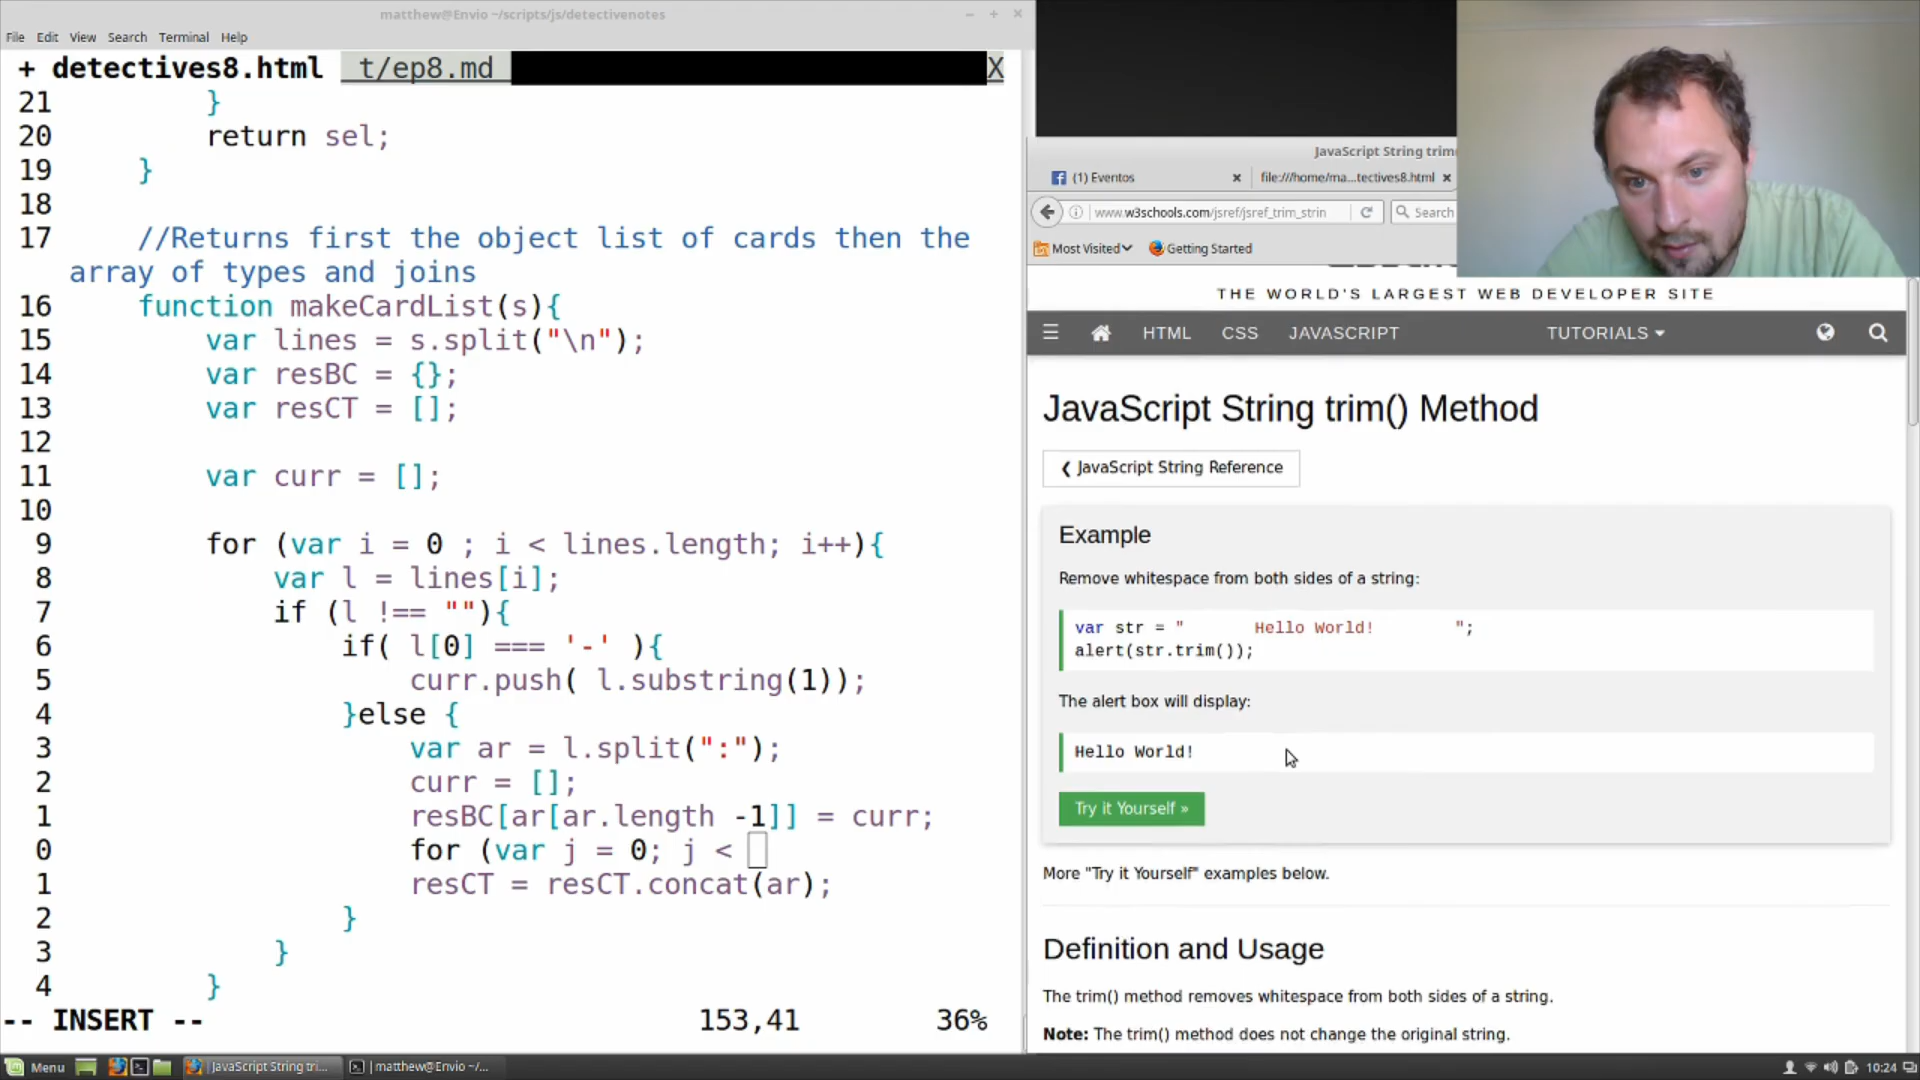 matthew@Envio ~/scripts/js/detectivenotes
File Edit View Search Terminal Help
+ detectives8.html t/ep8.md X
21 }
20 return sel;
19 }
18
17 //Returns first the object list of cards then the
array of types and joins
16 function makeCardList(s){
15 var lines = s.split("\n");
14 var resBC = {};
13 var resCT = [];
12
11 var curr = [];
10
9 for (var i = 0 ; i < lines.length; i++){
8 var l = lines[i];
7 if (l !== ""){
6 if( l[0] === '-' ){
5 curr.push( l.substring(1));
4 }else {
3 var ar = l.split(":");
2 curr = [];
1 resBC[ar[ar.length -1]] = curr;
0 for (var j = 0; j <
1 resCT = resCT.concat(ar);
2 }
3 }
4 }
-- INSERT -- 153,41 36%
JavaScript String trim(
(1) Eventos
file:///home/ma...tectives8.html
www.w3schools.com/jsref/jsref_trim_strin
Search
Most Visited
Getting Started
THE WORLD'S LARGEST WEB DEVELOPER SITE
HTML CSS JAVASCRIPT TUTORIALS
JavaScript String trim() Method
❮ JavaScript String Reference
Example
Remove whitespace from both sides of a string:
var str = "       Hello World!        ";
alert(str.trim());
The alert box will display:
Hello World!
Try it Yourself »
More "Try it Yourself" examples below.
Definition and Usage
The trim() method removes whitespace from both sides of a string.
Note: The trim() method does not change the original string.
Menu
JavaScript String tri...
matthew@Envio ~/...
10:24